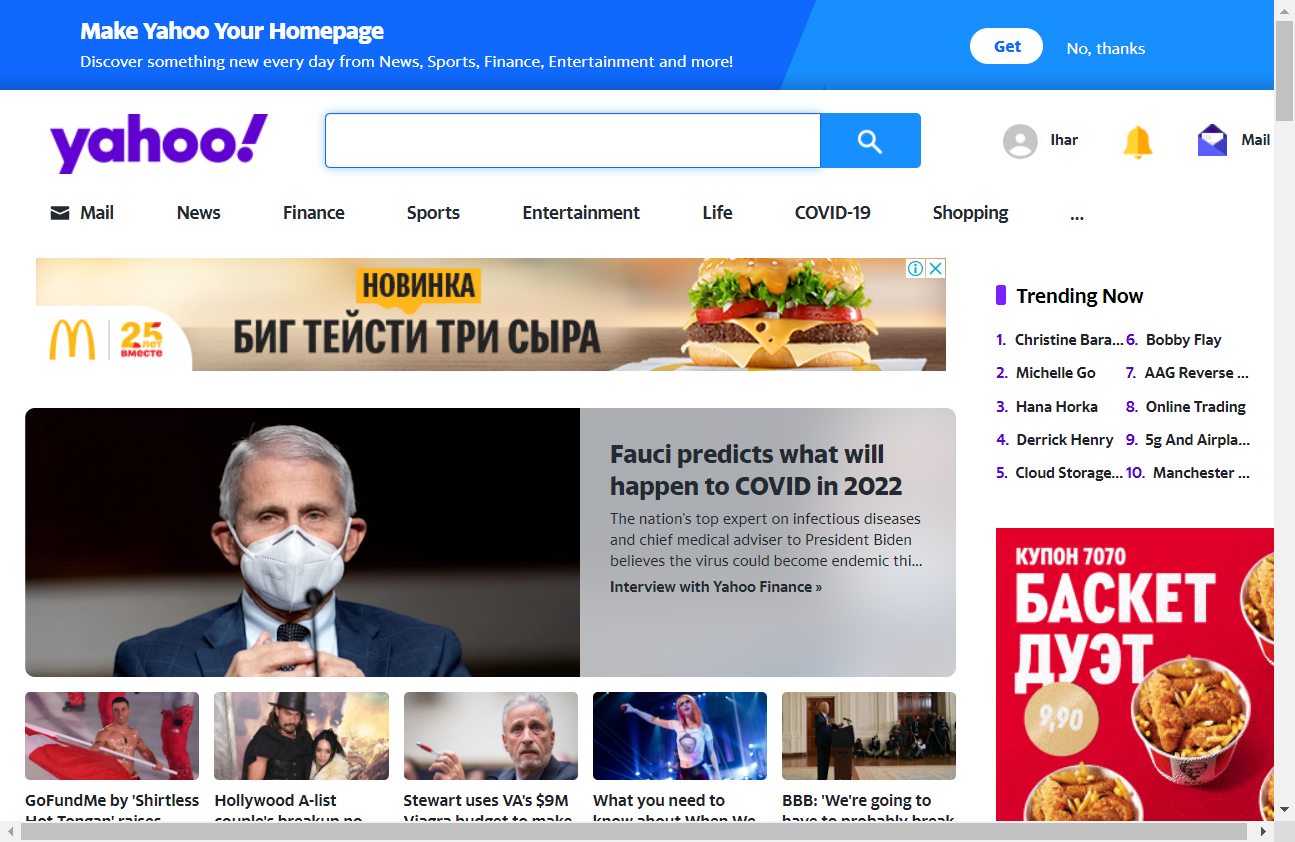 Make Yahoo Your Homepage
Discover something new every day from News, Sports, Finance, Entertainment and more!
Get
No, thanks
yahoo!
Ihar
Mail
Mail
News
Finance
Sports
Entertainment
Life
COVID-19
Shopping
...
НОВИНКА
БИГ ТЕЙСТИ ТРИ СЫРА
25
лет
вместе
Trending Now
1. Christine Bara...
2. Michelle Go
3. Hana Horka
4. Derrick Henry
5. Cloud Storage...
6. Bobby Flay
7. AAG Reverse ...
8. Online Trading
9. 5g And Airpla...
10. Manchester ...
Fauci predicts what will
happen to COVID in 2022
The nation's top expert on infectious diseases
and chief medical adviser to President Biden
believes the virus could become endemic thi...
Interview with Yahoo Finance »
КУПОН 7070
БАСКЕТ
ДУЭТ
9,90
GoFundMe by 'Shirtless
Hot Tongan' raises
Hollywood A-list
couple's breakup no
Stewart uses VA's $9M
Viagra budget to make
What you need to
know about When We
BBB: 'We're going to
have to probably break